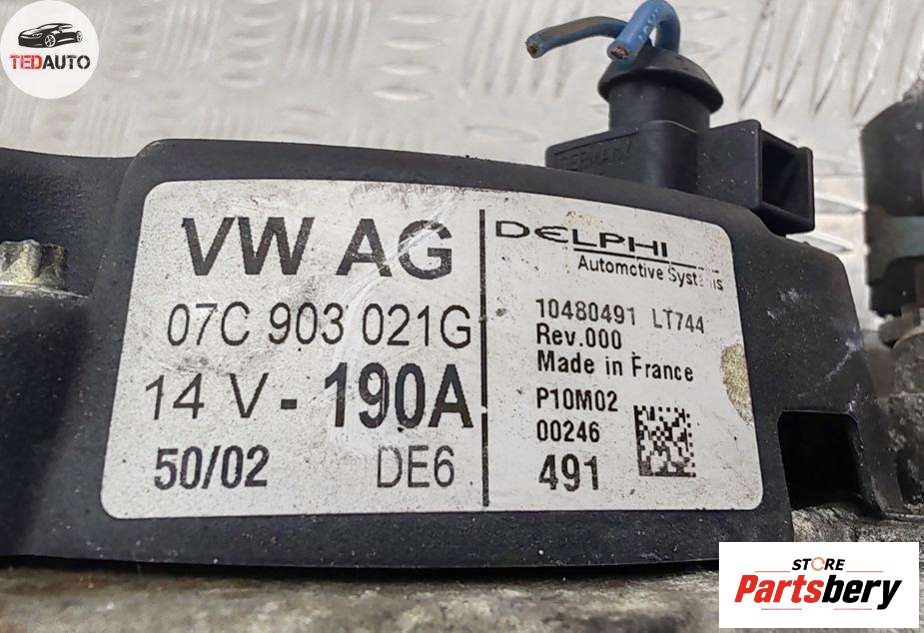 TEDAUTO
GERMANY
VW AG
07C 903 021G
14 V - 190A
50/02 DE6
DELPHI
Automotive Systems
10480491 LT744
Rev.000
Made in France
P10M02
00246
491
STORE
Partsbery